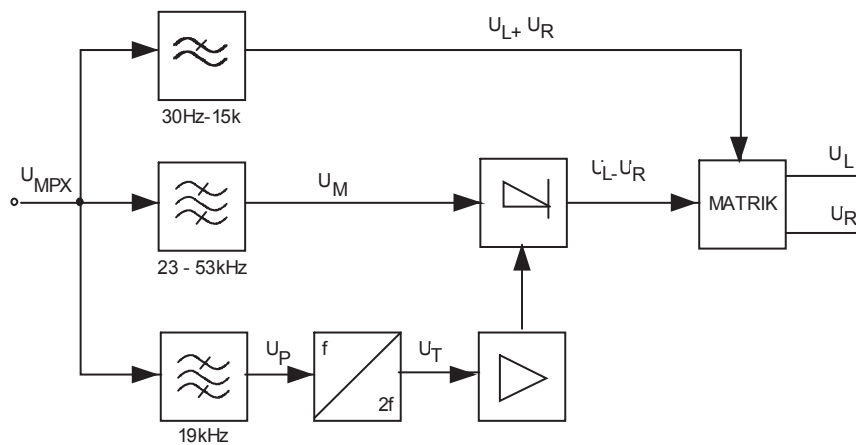 U_L+ U_R
30Hz-15k
U_MPX
U_M
U_L- U_R
U_L
MATRIK
U_R
23 - 53kHz
U_P
f
2f
U_T
19kHz